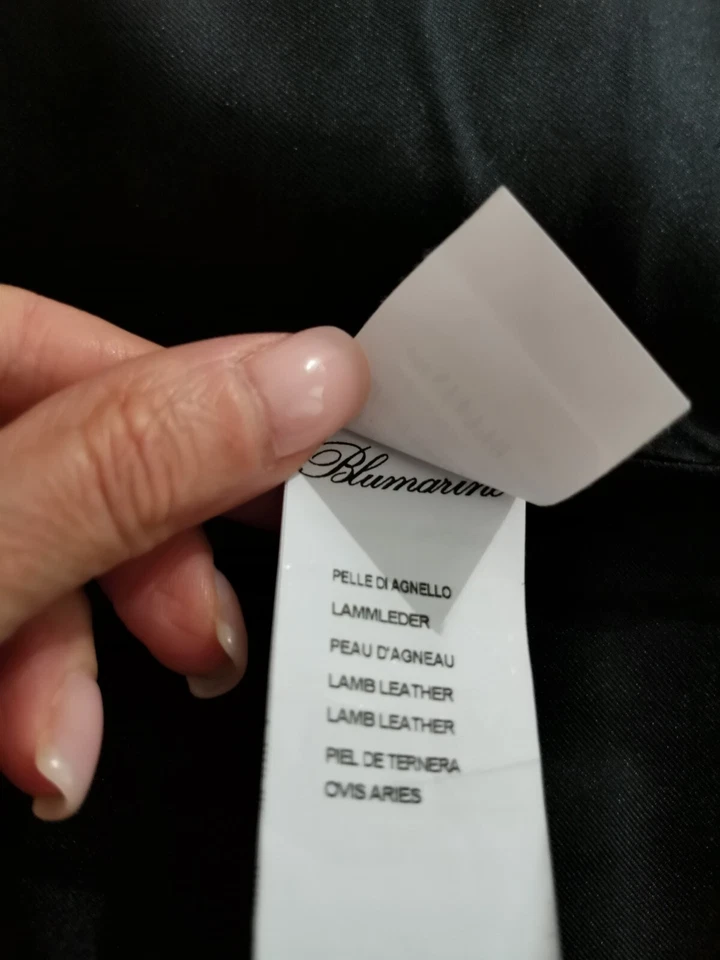 Blumarine
PELLE DI AGNELLO
LAMMLEDER
PEAU D'AGNEAU
LAMB LEATHER
LAMB LEATHER
PIEL DE TERNERA
OVIS ARIES